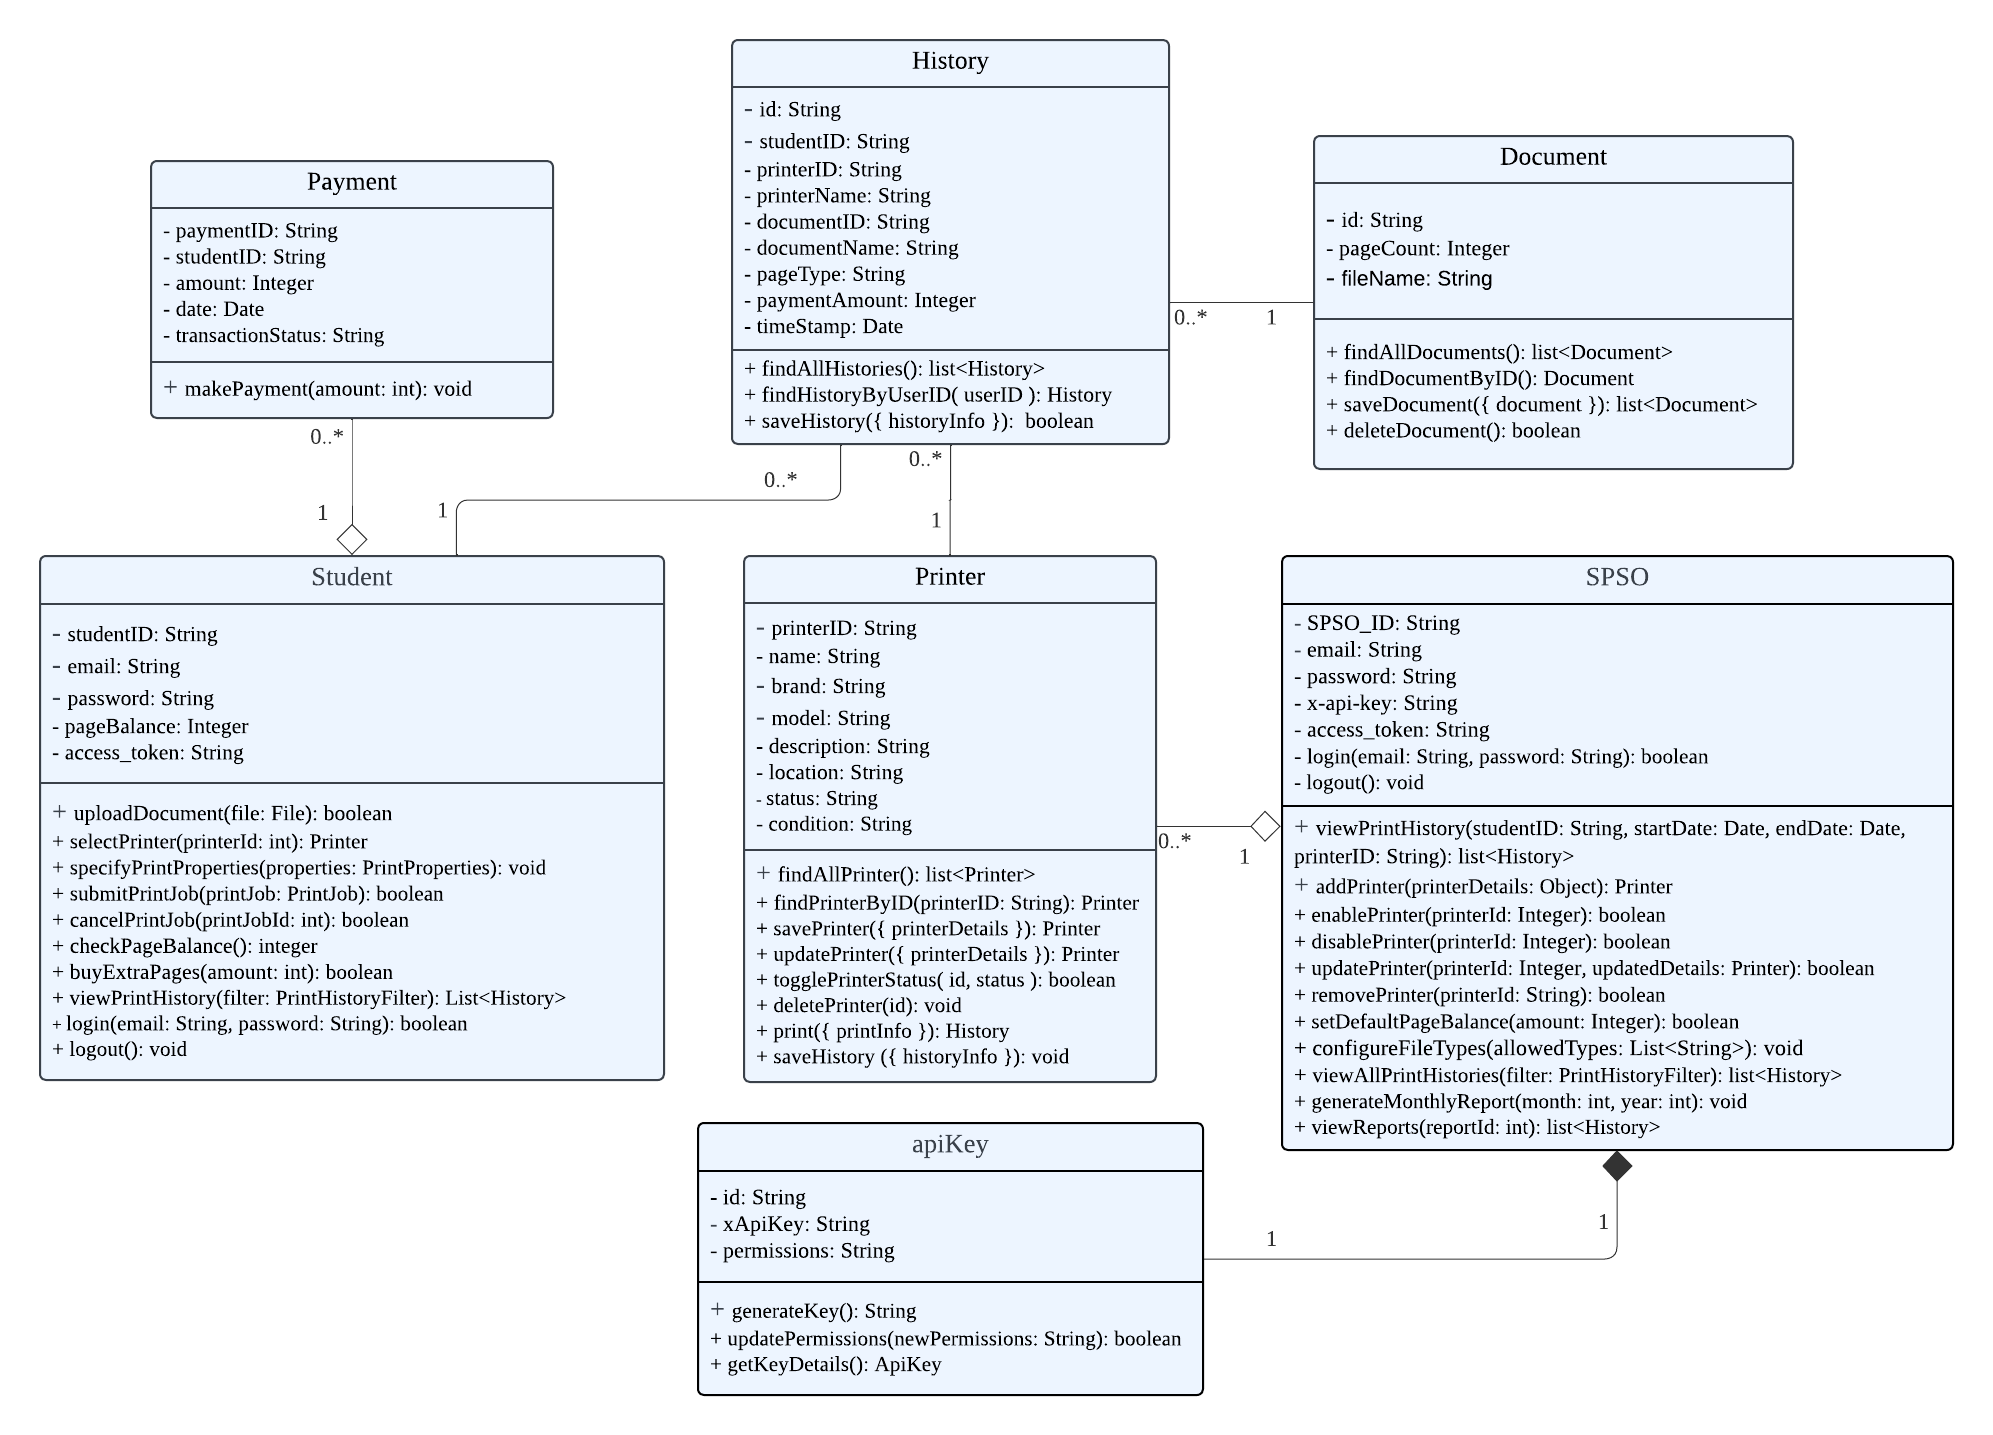 History
- id: String
- studentID: String
- printerID: String
- printerName: String
- documentID: String
- documentName: String
- pageType: String
- paymentAmount: Integer
- timeStamp: Date
+ findAllHistories(): list<History>
+ findHistoryByUserID( userID ): History
+ saveHistory({ historyInfo }):  boolean
Document
- id: String
- pageCount: Integer
- fileName: String
+ findAllDocuments(): list<Document>
+ findDocumentByID(): Document
+ saveDocument({ document }): list<Document>
+ deleteDocument(): boolean
0..*
1
Payment
- paymentID: String
- studentID: String
- amount: Integer
- date: Date
- transactionStatus: String
+ makePayment(amount: int): void
0..*
1
1
0..*
0..*
1
Student
- studentID: String
- email: String
- password: String
- pageBalance: Integer
- access_token: String
+ uploadDocument(file: File): boolean
+ selectPrinter(printerId: int): Printer
+ specifyPrintProperties(properties: PrintProperties): void
+ submitPrintJob(printJob: PrintJob): boolean
+ cancelPrintJob(printJobId: int): boolean
+ checkPageBalance(): integer
+ buyExtraPages(amount: int): boolean
+ viewPrintHistory(filter: PrintHistoryFilter): List<History>
+ login(email: String, password: String): boolean
+ logout(): void
Printer
- printerID: String
- name: String
- brand: String
- model: String
- description: String
- location: String
- status: String
- condition: String
+ findAllPrinter(): list<Printer>
+ findPrinterByID(printerID: String): Printer
+ savePrinter({ printerDetails }): Printer
+ updatePrinter({ printerDetails }): Printer
+ togglePrinterStatus( id, status ): boolean
+ deletePrinter(id): void
+ print({ printInfo }): History
+ saveHistory ({ historyInfo }): void
0..*
1
SPSO
- SPSO_ID: String
- email: String
- password: String
- x-api-key: String
- access_token: String
- login(email: String, password: String): boolean
- logout(): void
+ viewPrintHistory(studentID: String, startDate: Date, endDate: Date,
printerID: String): list<History>
+ addPrinter(printerDetails: Object): Printer
+ enablePrinter(printerId: Integer): boolean
+ disablePrinter(printerId: Integer): boolean
+ updatePrinter(printerId: Integer, updatedDetails: Printer): boolean
+ removePrinter(printerId: String): boolean
+ setDefaultPageBalance(amount: Integer): boolean
+ configureFileTypes(allowedTypes: List<String>): void
+ viewAllPrintHistories(filter: PrintHistoryFilter): list<History>
+ generateMonthlyReport(month: int, year: int): void
+ viewReports(reportId: int): list<History>
1
1
apiKey
- id: String
- xApiKey: String
- permissions: String
+ generateKey(): String
+ updatePermissions(newPermissions: String): boolean
+ getKeyDetails(): ApiKey